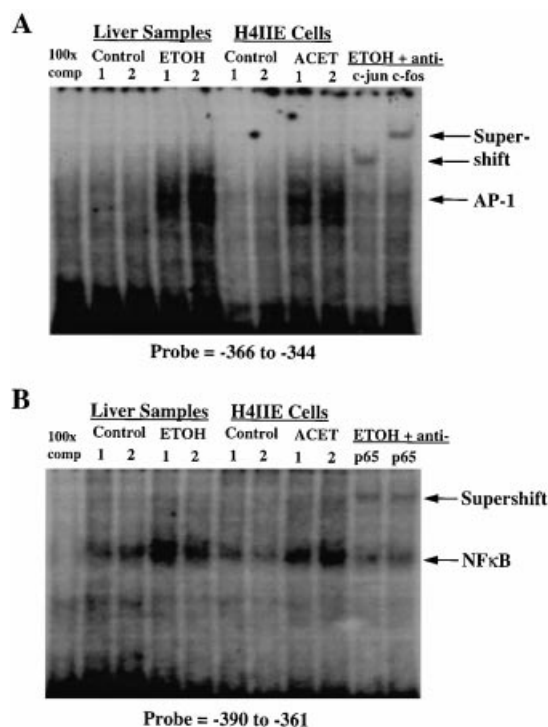 A
Liver Samples H4IIE Cells
100x comp Control ETOH Control ACET ETOH + anti-
1 2 1 2 1 2 1 2 c-jun c-fos
Super-
shift
AP-1
Probe = -366 to -344
B
Liver Samples H4IIE Cells
100x comp Control ETOH Control ACET ETOH + anti-
1 2 1 2 1 2 1 2 p65 p65
Supershift
NFκB
Probe = -390 to -361